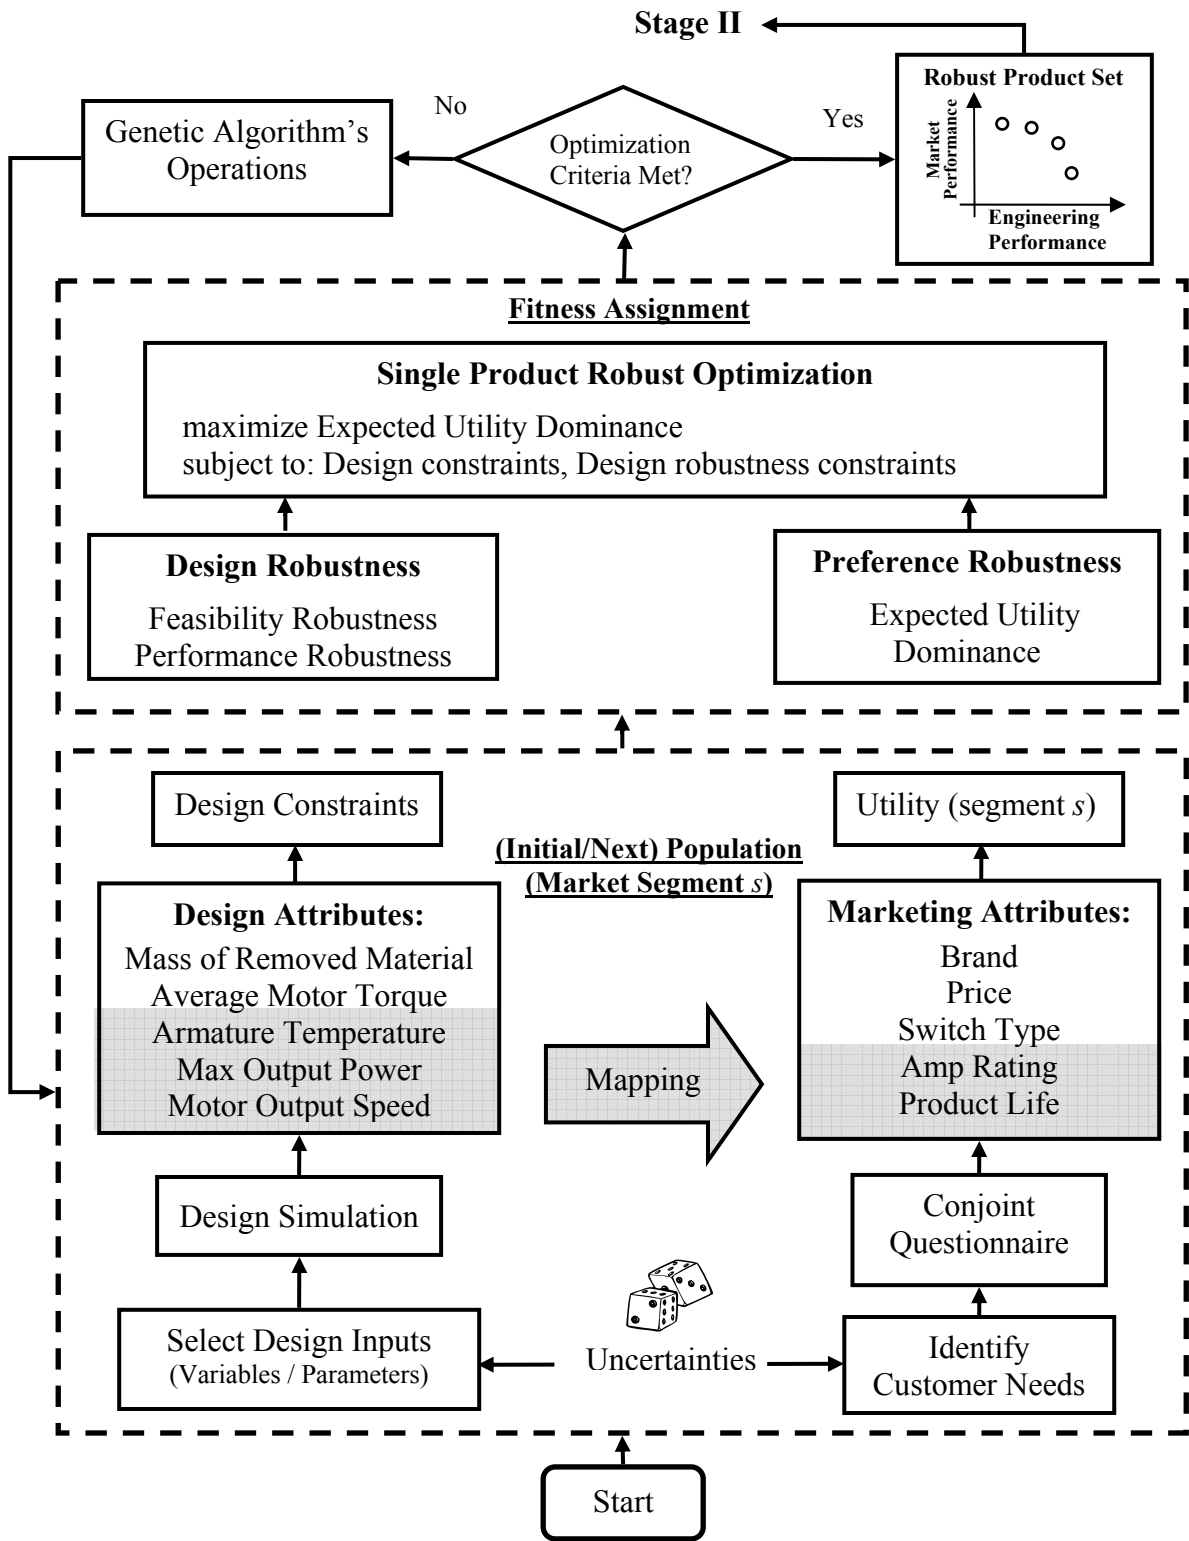 Stage II
Robust Product Set
Market
Performance
Engineering
Performance
No
Yes
Genetic Algorithm’s
Operations
Optimization
Criteria Met?
Fitness Assignment
Single Product Robust Optimization
maximize Expected Utility Dominance
subject to: Design constraints, Design robustness constraints
Design Robustness
Feasibility Robustness
Performance Robustness
Preference Robustness
Expected Utility
Dominance
Design Constraints
Utility (segment s)
(Initial/Next) Population
(Market Segment s)
Design Attributes:
Mass of Removed Material
Average Motor Torque
Armature Temperature
Max Output Power
Motor Output Speed
Mapping
Marketing Attributes:
Brand
Price
Switch Type
Amp Rating
Product Life
Design Simulation
Conjoint
Questionnaire
Select Design Inputs
(Variables / Parameters)
Uncertainties
Identify
Customer Needs
Start